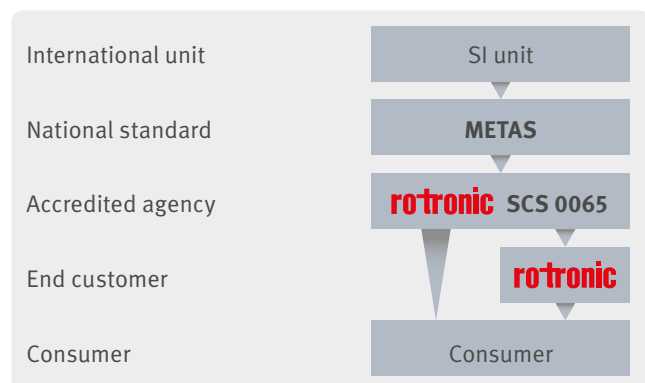 International unit SI unit
National standard METAS
Accredited agency rotronic SCS 0065
End customer rotronic
Consumer Consumer